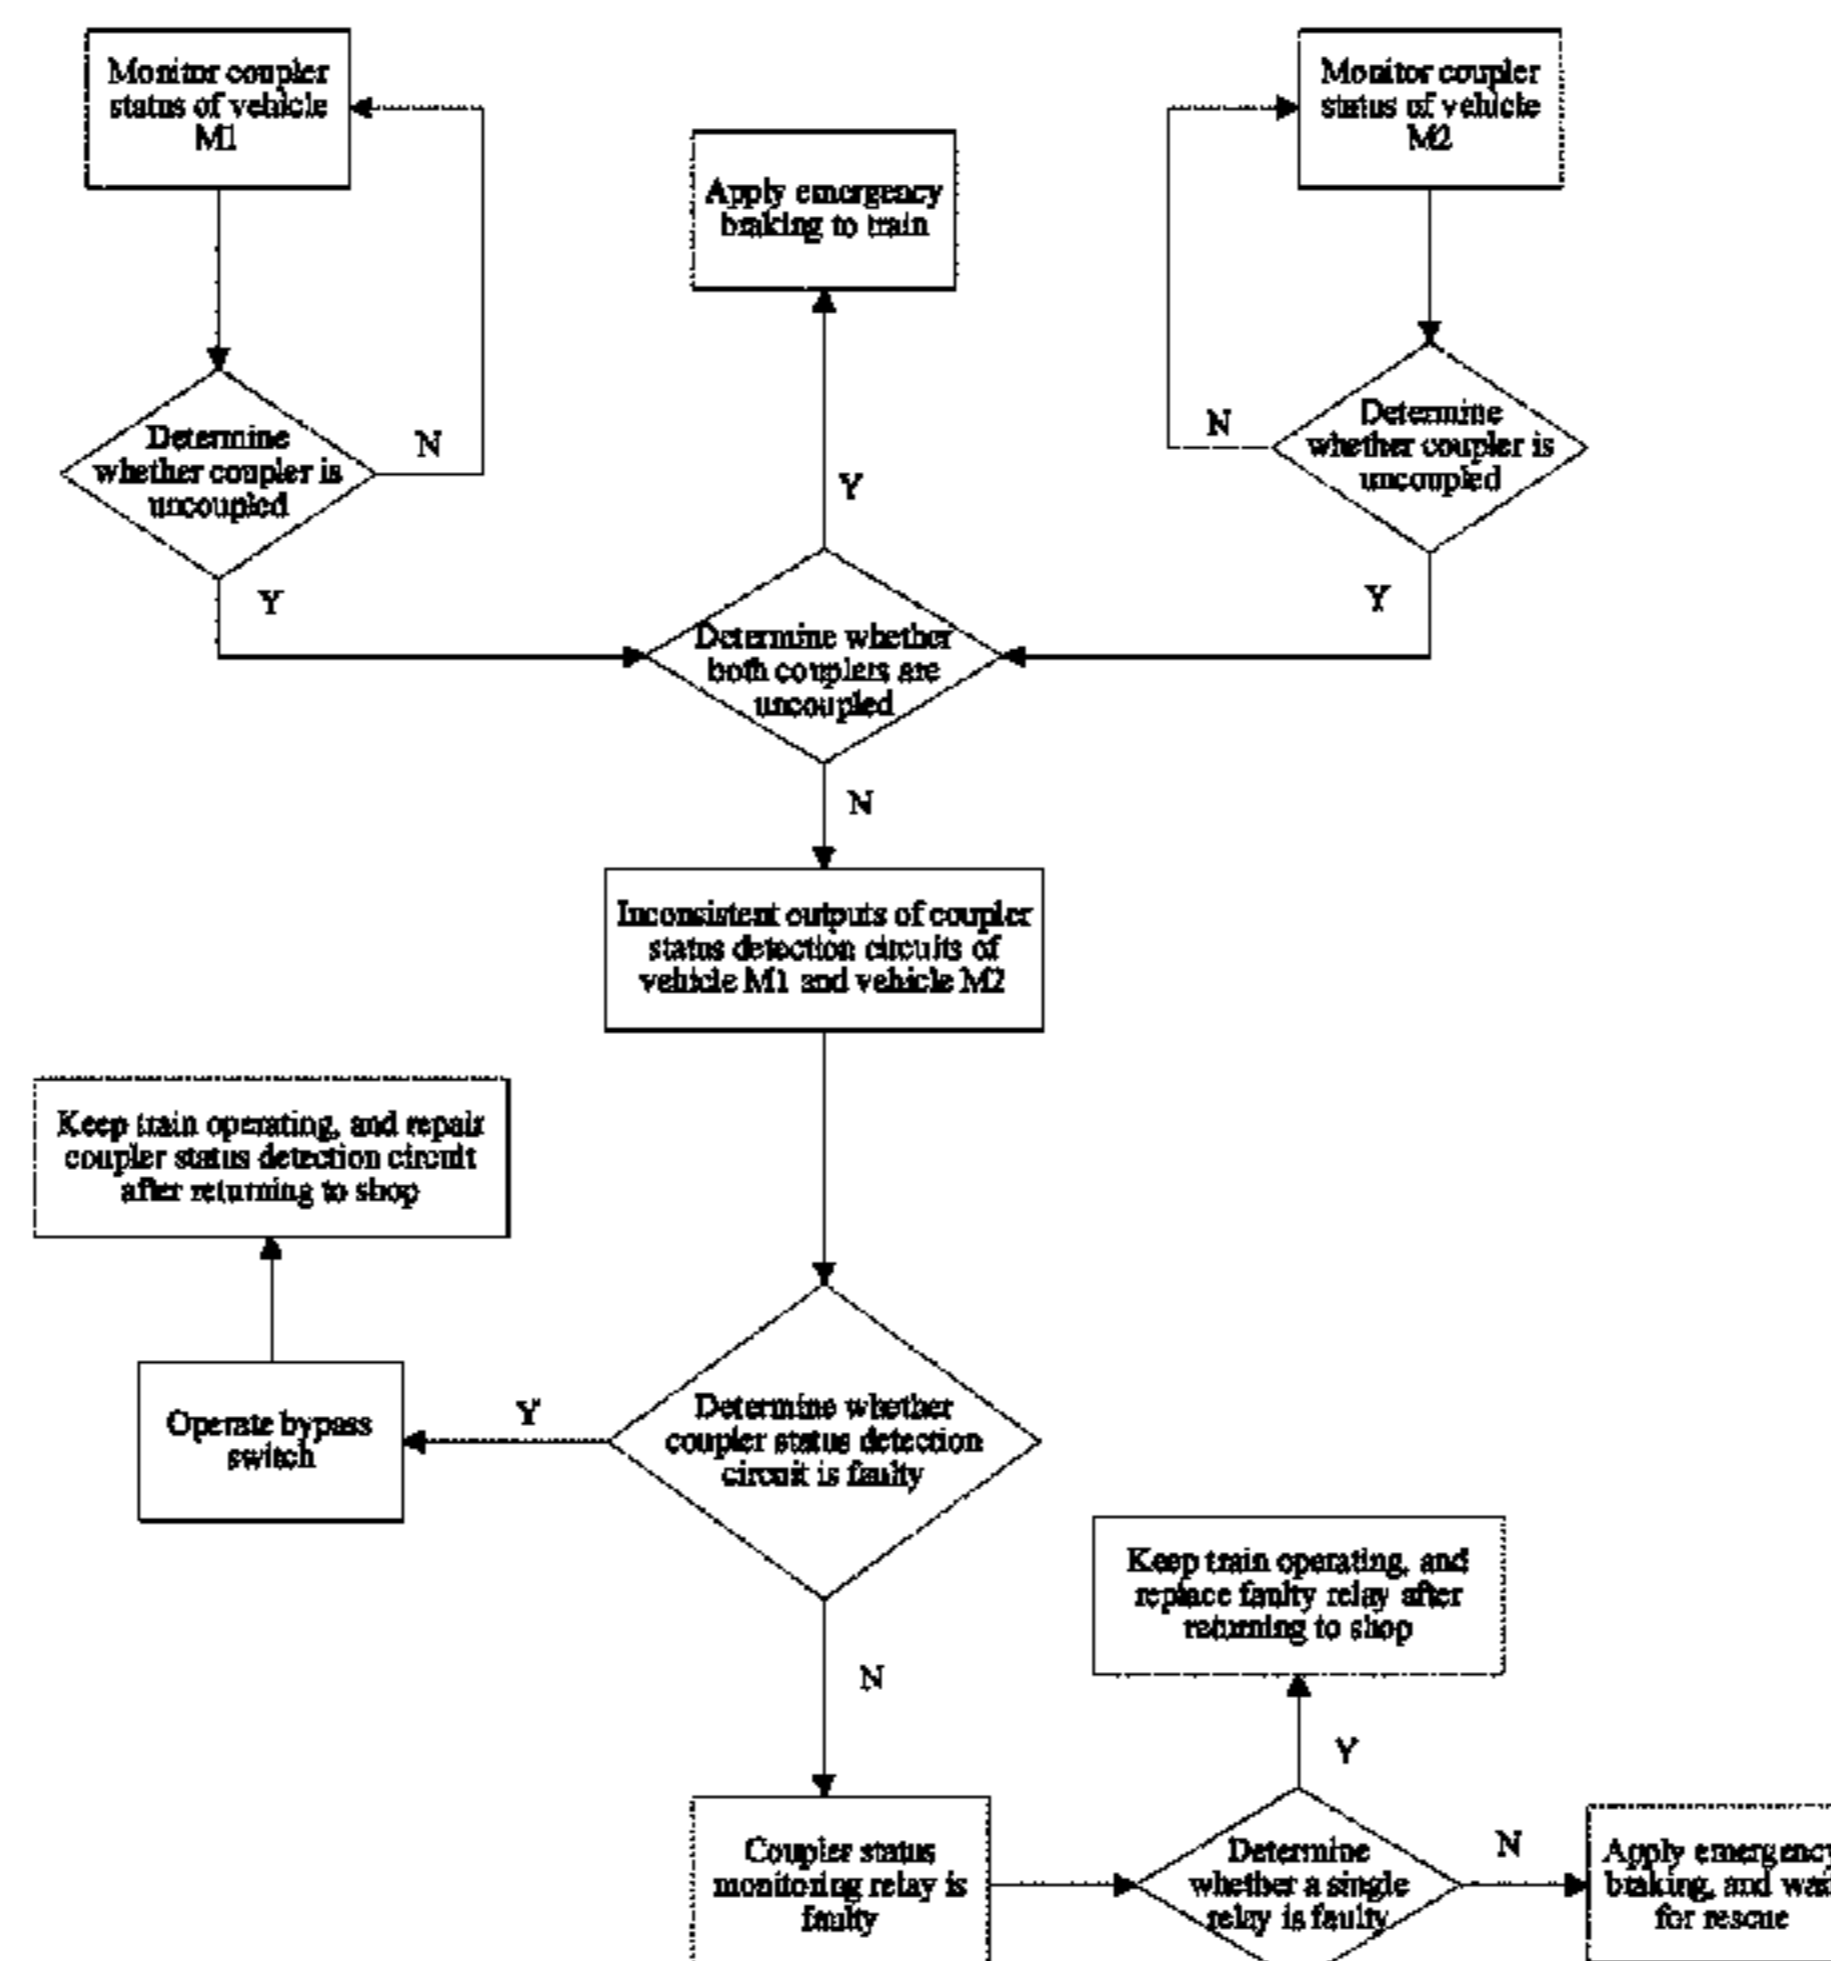 Monitor coupler
status of vehicle
M1
Monitor coupler
status of vehicle
M2
Apply emergency
braking to train
Determine
whether coupler is
uncoupled
N
Y
Determine
whether coupler is
uncoupled
N
Y
Y
Determine whether
both couplers are
uncoupled
N
Inconsistent outputs of coupler
status detection circuits of
vehicle M1 and vehicle M2
Keep train operating, and repair
coupler status detection circuit
after returning to shop
Operate bypass
switch
Y
Determine whether
coupler status detection
circuit is faulty
N
Keep train operating, and
replace faulty relay after
returning to shop
Y
Coupler status
monitoring relay is
faulty
Determine
whether a single
relay is faulty
N
Apply emergency
braking, and wait
for rescue